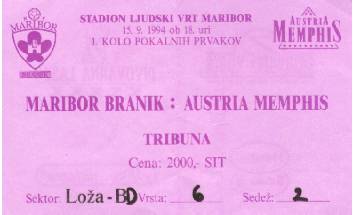 MARIBOR
BRANIK
STADION LJUDSKI VRT MARIBOR
15. 9. 1994 ob 18. uri
1. KOLO POKALNIH PRVAKOV
AUSTRIA
MEMPHIS
MARIBOR BRANIK : AUSTRIA MEMPHIS
TRIBUNA
Cena: 2000,- SIT
Sektor: Loža-BD Vrsta: 6 Sedež: 2